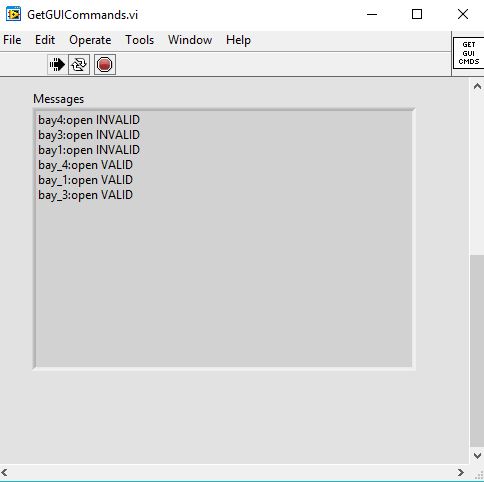 GetGUICommands.vi
File Edit Operate Tools Window Help
GET
GUI
CMDS
Messages
bay4:open INVALID
bay3:open INVALID
bay1:open INVALID
bay_4:open VALID
bay_1:open VALID
bay_3:open VALID